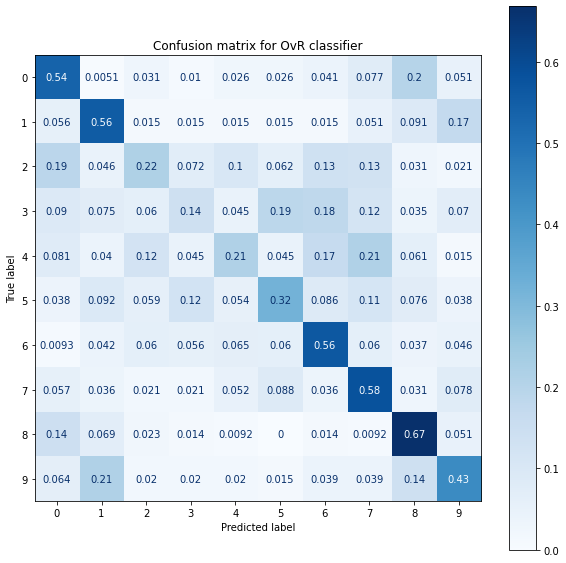 Confusion matrix for OvR classifier
0 0.54 0.0051 0.031 0.01 0.026 0.026 0.041 0.077 0.2 0.051
1 0.056 0.56 0.015 0.015 0.015 0.015 0.015 0.051 0.091 0.17
2 0.19 0.046 0.22 0.072 0.1 0.062 0.13 0.13 0.031 0.021
3 0.09 0.075 0.06 0.14 0.045 0.19 0.18 0.12 0.035 0.07
4 0.081 0.04 0.12 0.045 0.21 0.045 0.17 0.21 0.061 0.015
5 0.038 0.092 0.059 0.12 0.054 0.32 0.086 0.11 0.076 0.038
6 0.0093 0.042 0.06 0.056 0.065 0.06 0.56 0.06 0.037 0.046
7 0.057 0.036 0.021 0.021 0.052 0.088 0.036 0.58 0.031 0.078
8 0.14 0.069 0.023 0.014 0.0092 0 0.014 0.0092 0.67 0.051
9 0.064 0.21 0.02 0.02 0.02 0.015 0.039 0.039 0.14 0.43
0 1 2 3 4 5 6 7 8 9
Predicted label
True label
0.6
0.5
0.4
0.3
0.2
0.1
0.0